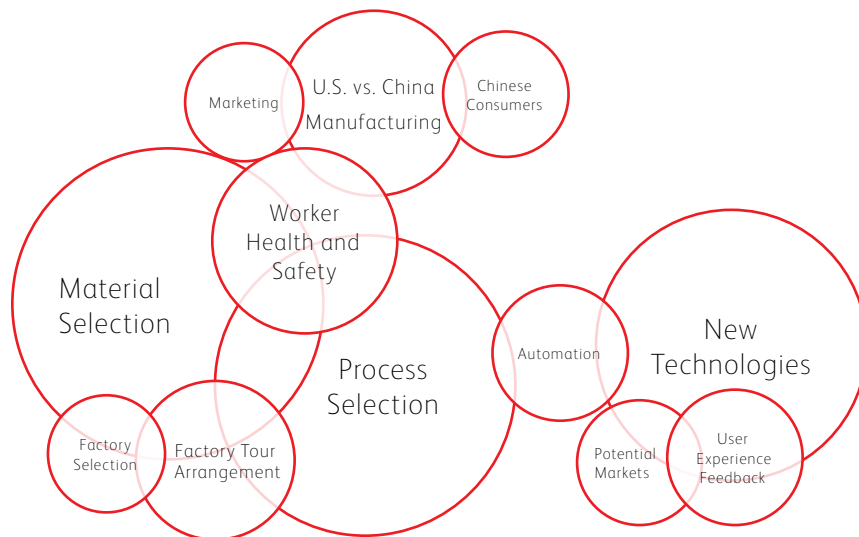 Marketing
U.S. vs. China
Manufacturing
Chinese
Consumers
Worker
Health and
Safety
Material
Selection
Process
Selection
Automation
New
Technologies
Factory
Selection
Factory Tour
Arrangement
Potential
Markets
User
Experience
Feedback